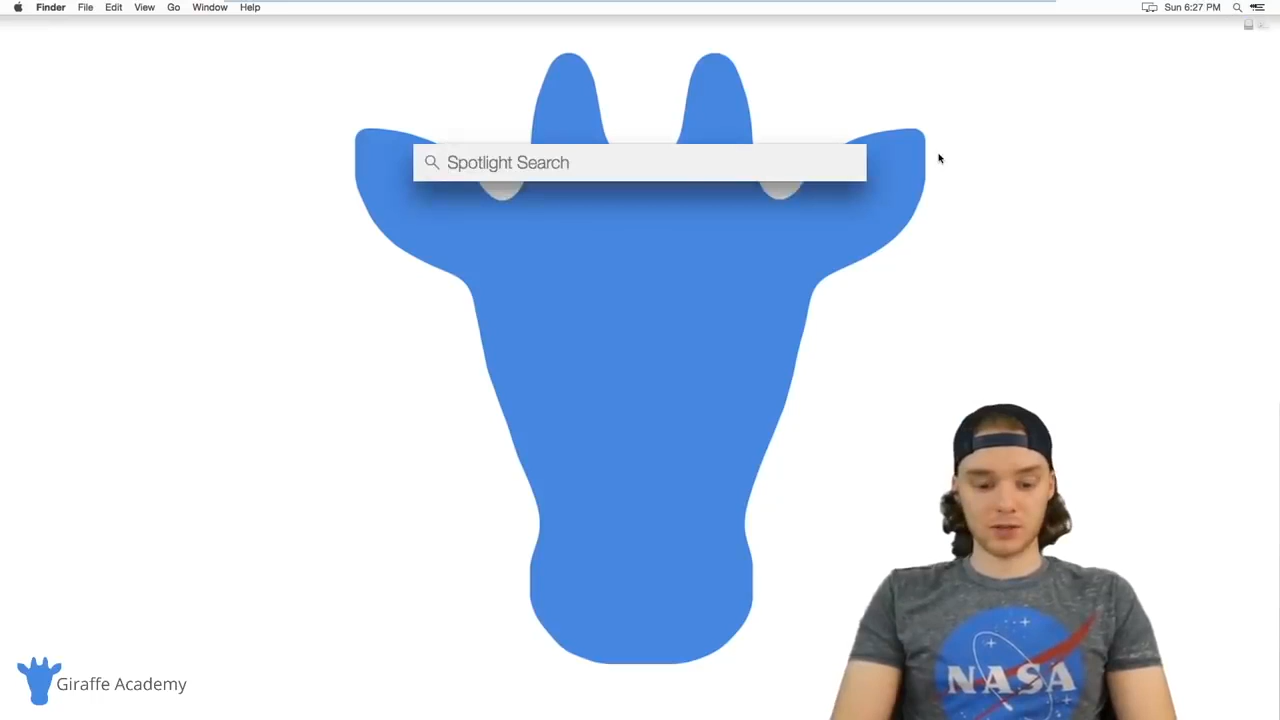 Finder File Edit View Go Window Help
Sun 6:27 PM
Spotlight Search
NASA
Giraffe Academy